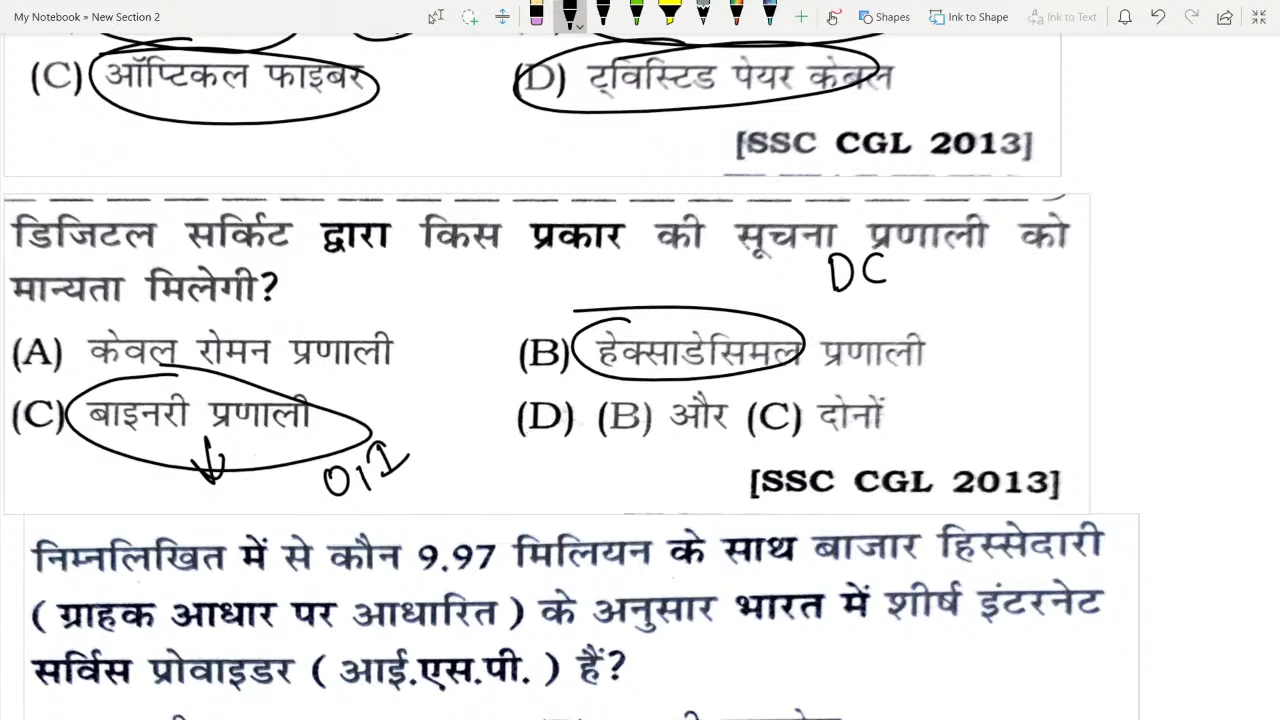 My Notebook » New Section 2
Shapes Ink to Shape Ink to Text
(C) ऑप्टिकल फाइबर (D) ट्विस्टिड पेयर केबल
[SSC CGL 2013]
डिजिटल सर्किट द्वारा किस प्रकार की सूचना प्रणाली को
DC
मान्यता मिलेगी?
(A) केवल रोमन प्रणाली (B) हेक्साडेसिमल प्रणाली
(C) बाइनरी प्रणाली (D) (B) और (C) दोनों
0,1
[SSC CGL 2013]
निम्नलिखित में से कौन 9.97 मिलियन के साथ बाजार हिस्सेदारी
( ग्राहक आधार पर आधारित ) के अनुसार भारत में शीर्ष इंटरनेट
सर्विस प्रोवाइडर ( आई.एस.पी. ) हैं?